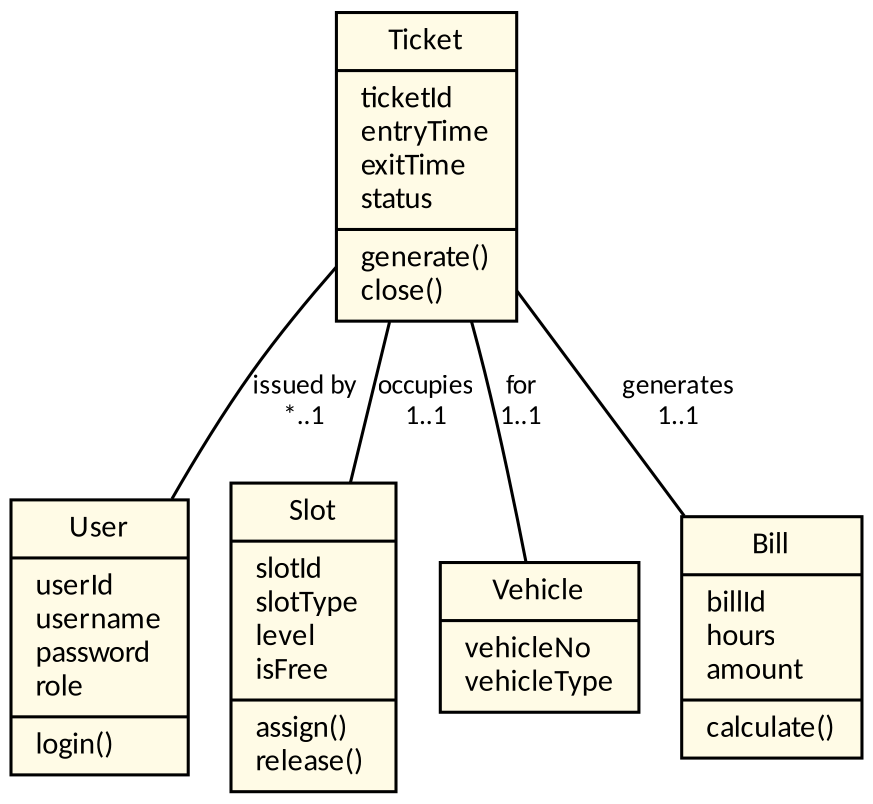 Ticket
ticketId
entryTime
exitTime
status
generate()
close()
issued by
*..1
occupies
1..1
for
1..1
generates
1..1
User
userId
username
password
role
login()
Slot
slotId
slotType
level
isFree
assign()
release()
Vehicle
vehicleNo
vehicleType
Bill
billId
hours
amount
calculate()